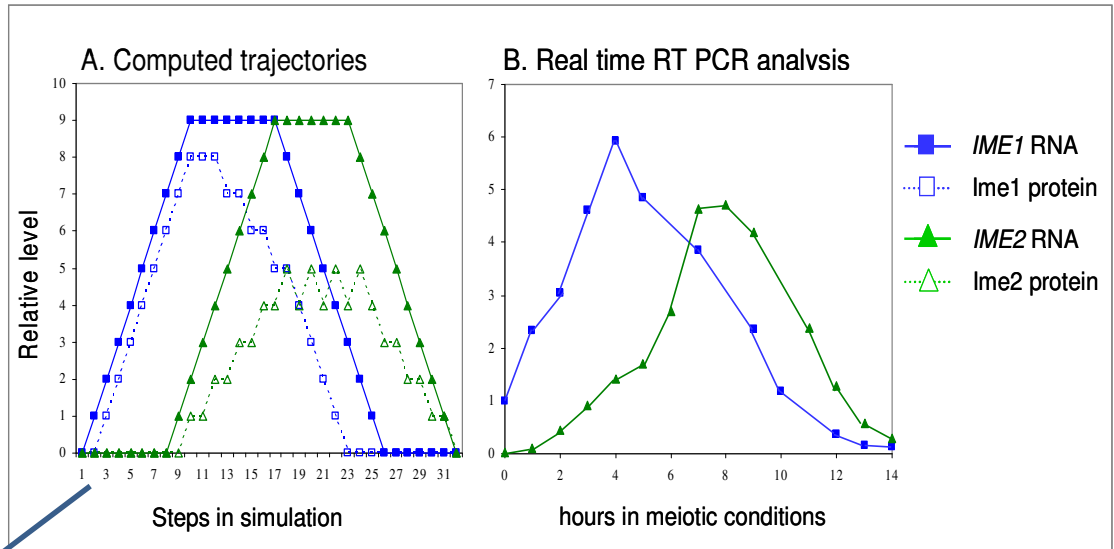 A. Computed trajectories
10
9
8
7
6
5
4
3
2
1
0
Relative level
1 3 5 7 9 11 13 15 17 19 21 23 25 27 29 31
Steps in simulation
B. Real time RT PCR analysis
7
6
5
4
3
2
1
0
0 2 4 6 8 10 12 14
hours in meiotic conditions
IME1 RNA
Ime1 protein
IME2 RNA
Ime2 protein